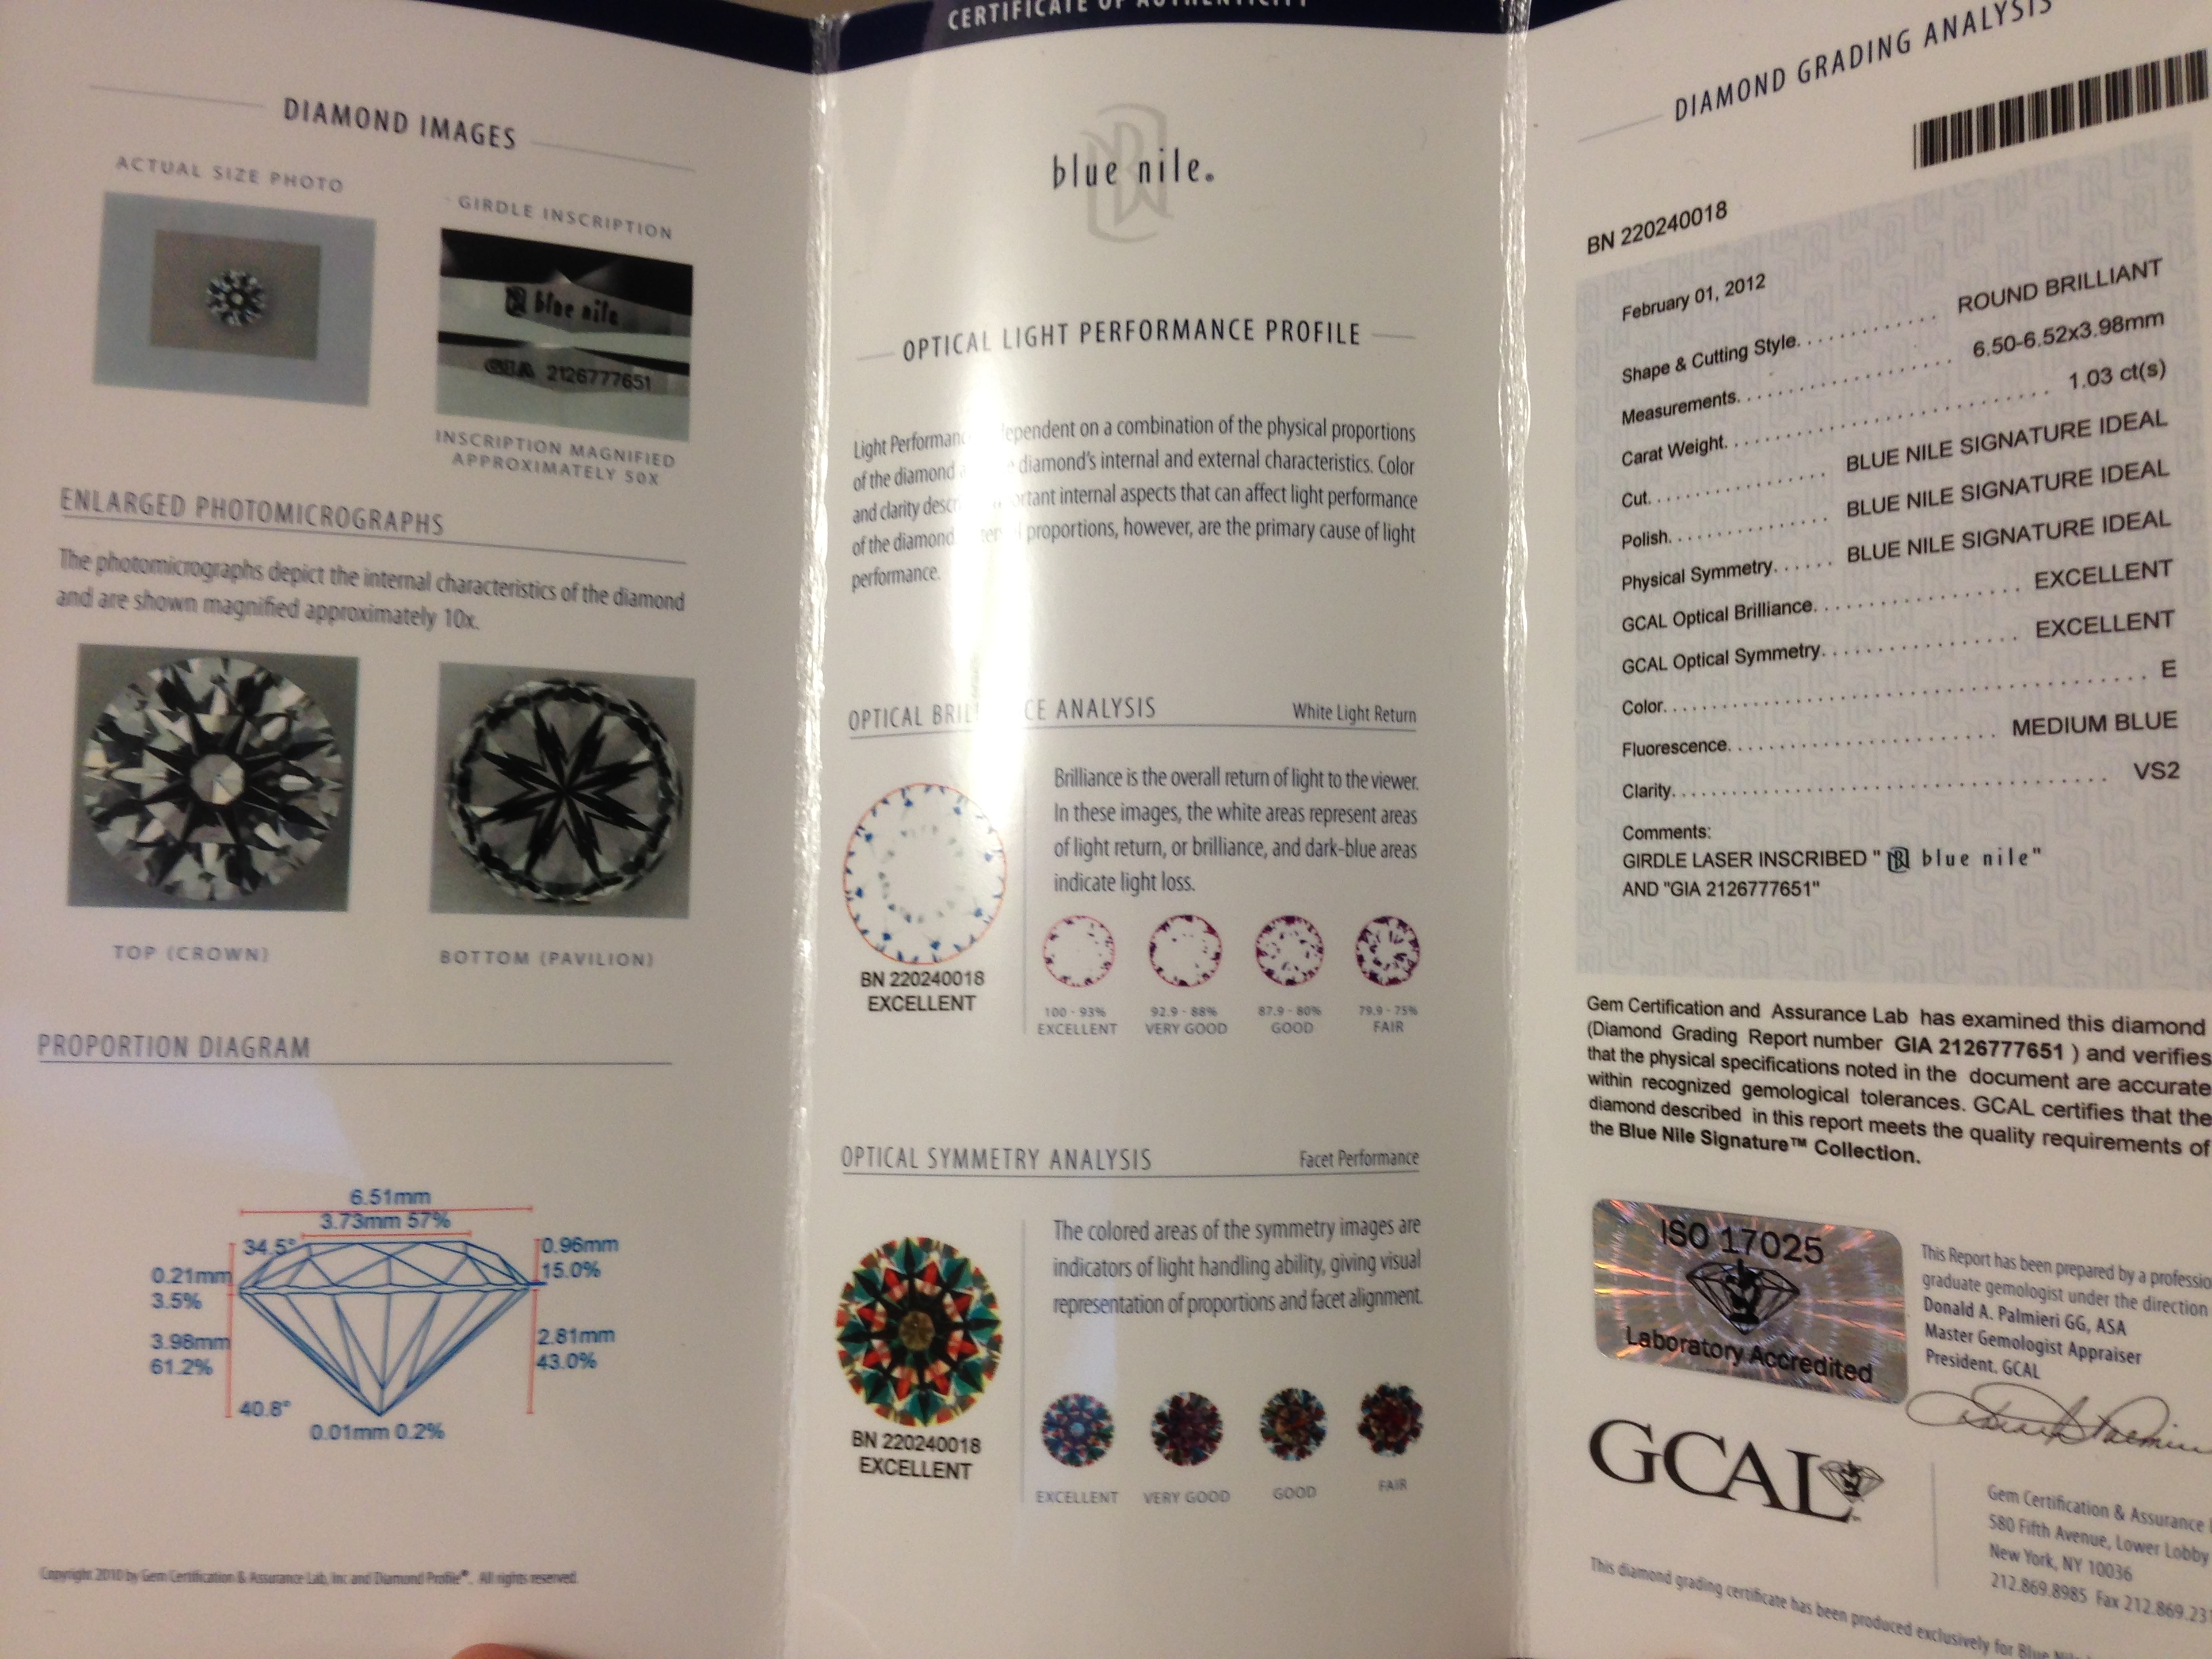 DIAMOND IMAGES
ACTUAL SIZE PHOTO
GIRDLE INSCRIPTION
blue nile
GIA 2126777651
INSCRIPTION MAGNIFIED
APPROXIMATELY 50X
ENLARGED PHOTOMICROGRAPHS
The photomicrographs depict the internal characteristics of the diamond
and are shown magnified approximately 10x.
TOP (CROWN)
BOTTOM (PAVILION)
PROPORTION DIAGRAM
6.51mm
3.73mm 57%
34.5°
0.96mm
15.0%
0.21mm
3.5%
3.98mm
61.2%
2.81mm
43.0%
40.8°
0.01mm 0.2%
Copyright 2010 by Gem Certification & Assurance Lab, Inc and Diamond Profile®. All rights reserved.
CERTIFICATE OF AUTHENTICITY
blue nile®
OPTICAL LIGHT PERFORMANCE PROFILE
Light dependent on a combination of the physical proportions
of the diamond diamond's internal and external characteristics. Color
and clarity internal aspects that can affect light performance
of the diamond. proportions, however, are the primary cause of light
performance.
OPTICAL ANALYSIS
White Light Return
Brilliance is the overall return of light to the viewer.
In these images, the white areas represent areas
of light return, or brilliance, and dark-blue areas
indicate light loss.
BN 220240018
EXCELLENT
100 - 93%
EXCELLENT
92.9 - 88%
VERY GOOD
87.9 - 80%
GOOD
79.9 - 75%
FAIR
OPTICAL SYMMETRY ANALYSIS
Facet Performance
The colored areas of the symmetry images are
indicators of light handling ability, giving visual
representation of proportions and facet alignment.
BN 220240018
EXCELLENT
EXCELLENT
VERY GOOD
GOOD
FAIR
DIAMOND GRADING ANALYSIS
BN 220240018
February 01, 2012
Shape & Cutting Style. . . . . . . . . . . . . . . . . ROUND BRILLIANT
Measurements. . . . . . . . . . . . . . . . . . . . . 6.50-6.52x3.98mm
Carat Weight. . . . . . . . . . . . . . . . . . . . . . . . . . . . . . . . 1.03 ct(s)
Cut. . . . . . . . . . . . . . . . . . . BLUE NILE SIGNATURE IDEAL
Polish. . . . . . . . . . . . . . . . BLUE NILE SIGNATURE IDEAL
Physical Symmetry. . . . . . BLUE NILE SIGNATURE IDEAL
GCAL Optical Brilliance. . . . . . . . . . . . . . . . . . . . EXCELLENT
GCAL Optical Symmetry. . . . . . . . . . . . . . . . . . . EXCELLENT
Color. . . . . . . . . . . . . . . . . . . . . . . . . . . . . . . . . . . . . . . . . . . E
Fluorescence. . . . . . . . . . . . . . . . . . . . . . . . MEDIUM BLUE
Clarity. . . . . . . . . . . . . . . . . . . . . . . . . . . . . . . . . . . . . . . VS2
Comments:
GIRDLE LASER INSCRIBED " blue nile"
AND "GIA 2126777651"
Gem Certification and Assurance Lab has examined this diamond
(Diamond Grading Report number GIA 2126777651 ) and verifies
that the physical specifications noted in the document are accurate
within recognized gemological tolerances. GCAL certifies that the
diamond described in this report meets the quality requirements of
the Blue Nile Signature™ Collection.
ISO 17025
Laboratory Accredited
This Report has been prepared by a
graduate gemologist under the direction
Donald A. Palmieri GG, ASA
Master Gemologist Appraiser
President, GCAL
GCAL
Gem Certification & Assurance
580 Fifth Avenue, Lower Lobby
New York, NY 10036
212.869.8985 Fax 212.869.
This diamond grading certificate has been produced exclusively for Blue